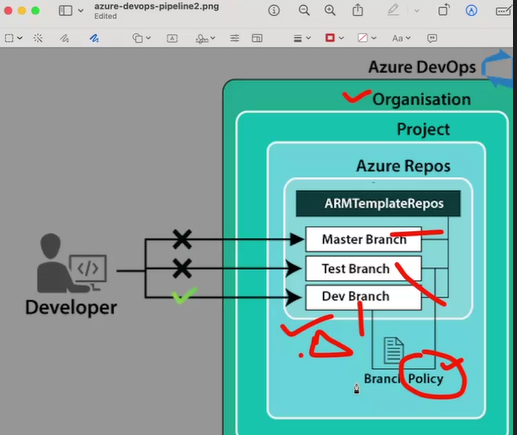 azure-devops-pipeline2.png
Edited
Aa
Azure DevOps
Organisation
Project
Azure Repos
ARMTemplateRepos
Master Branch
Test Branch
Dev Branch
Developer
Branch Policy